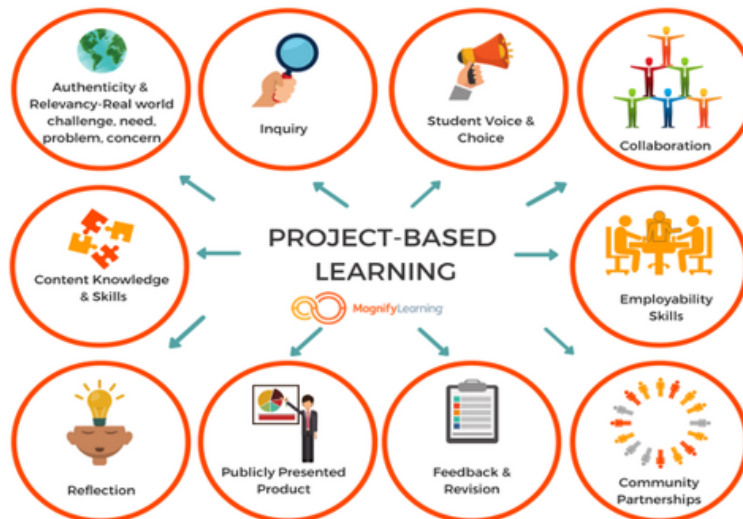 Authenticity &
Relevancy-Real world
challenge, need,
problem, concern
Inquiry
Student Voice &
Choice
Collaboration
PROJECT-BASED
LEARNING
MagnifyLearning
Content Knowledge
& Skills
Employability
Skills
Reflection
Publicly Presented
Product
Feedback &
Revision
Community
Partnerships